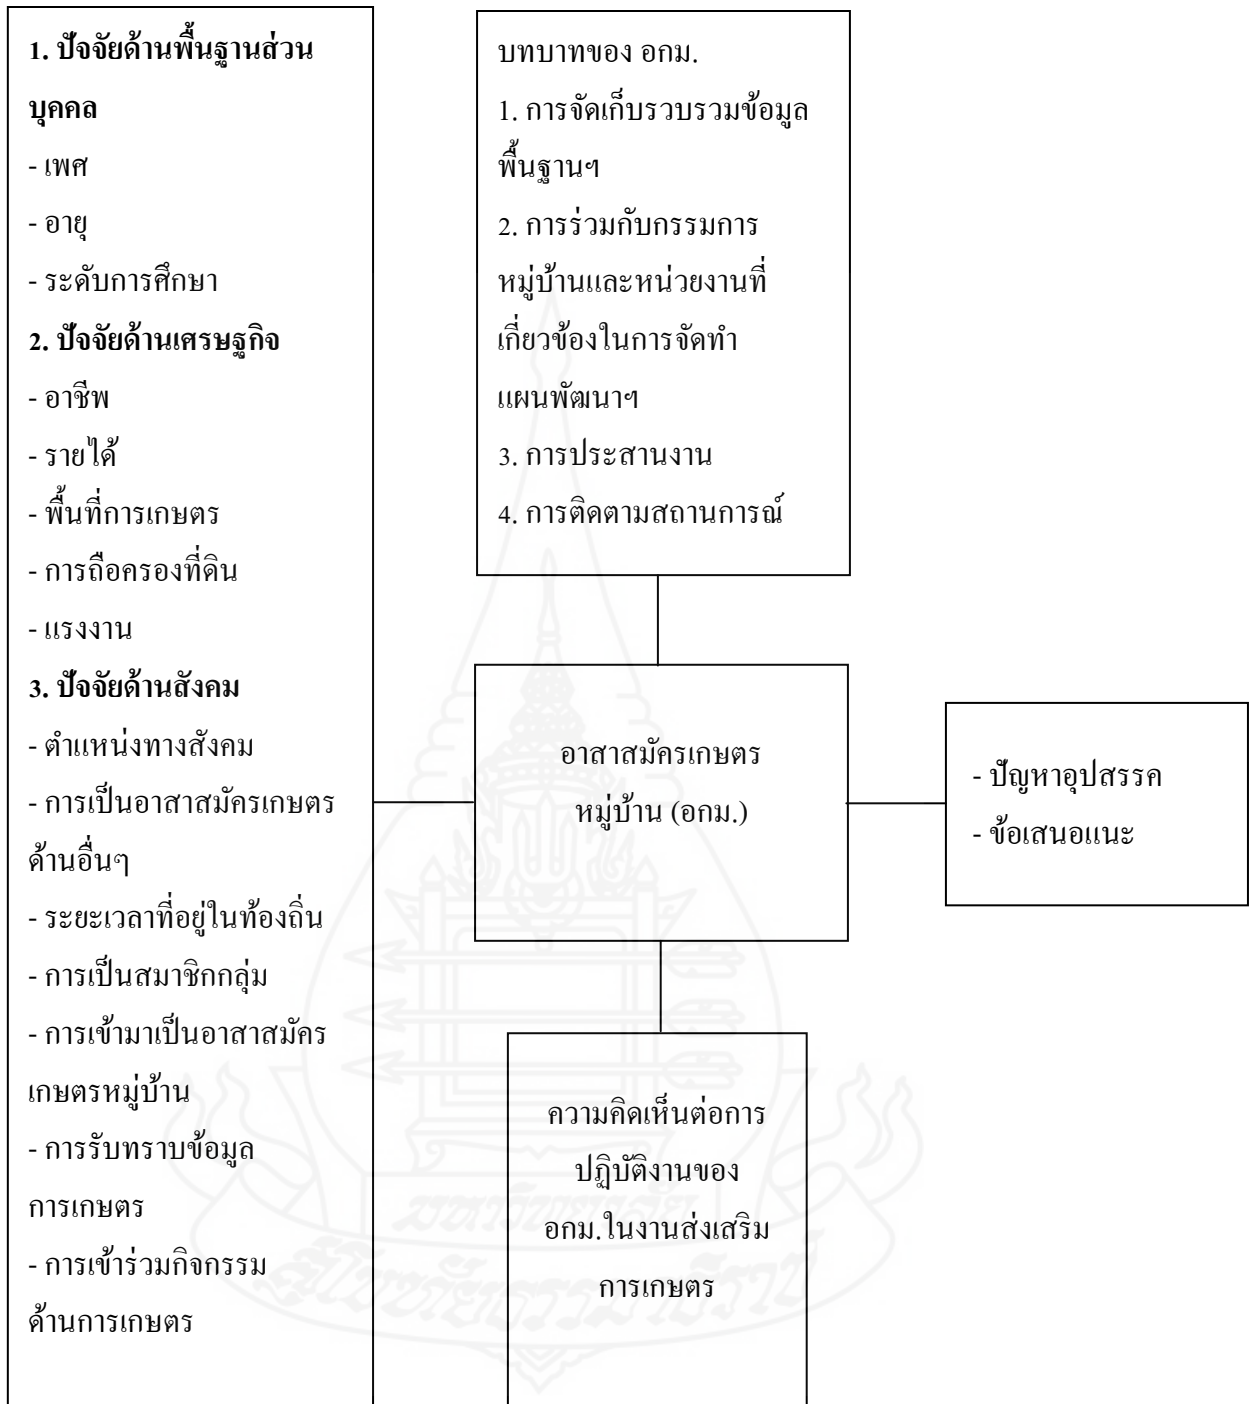 1. ปัจจัยด้านพื้นฐานส่วน
บุคคล
- เพศ
- อายุ
- ระดับการศึกษา
2. ปัจจัยด้านเศรษฐกิจ
- อาชีพ
- รายได้
- พื้นที่การเกษตร
- การถือครองที่ดิน
- แรงงาน
3. ปัจจัยด้านสังคม
- ตำแหน่งทางสังคม
- การเป็นอาสาสมัครเกษตร
ด้านอื่นๆ
- ระยะเวลาที่อยู่ในท้องถิ่น
- การเป็นสมาชิกกลุ่ม
- การเข้ามาเป็นอาสาสมัคร
เกษตรหมู่บ้าน
- การรับทราบข้อมูล
การเกษตร
- การเข้าร่วมกิจกรรม
ด้านการเกษตร
บทบาทของ อกม.
1. การจัดเก็บรวบรวมข้อมูล
พื้นฐานฯ
2. การร่วมกับกรรมการ
หมู่บ้านและหน่วยงานที่
เกี่ยวข้องในการจัดทำ
แผนพัฒนาฯ
3. การประสานงาน
4. การติดตามสถานการณ์
อาสาสมัครเกษตร
หมู่บ้าน (อกม.)
- ปัญหาอุปสรรค
- ข้อเสนอแนะ
ความคิดเห็นต่อการ
ปฏิบัติงานของ
อกม.ในงานส่งเสริม
การเกษตร
มหาวิทยาลัย
สุโขทัยธรรมาธิราช